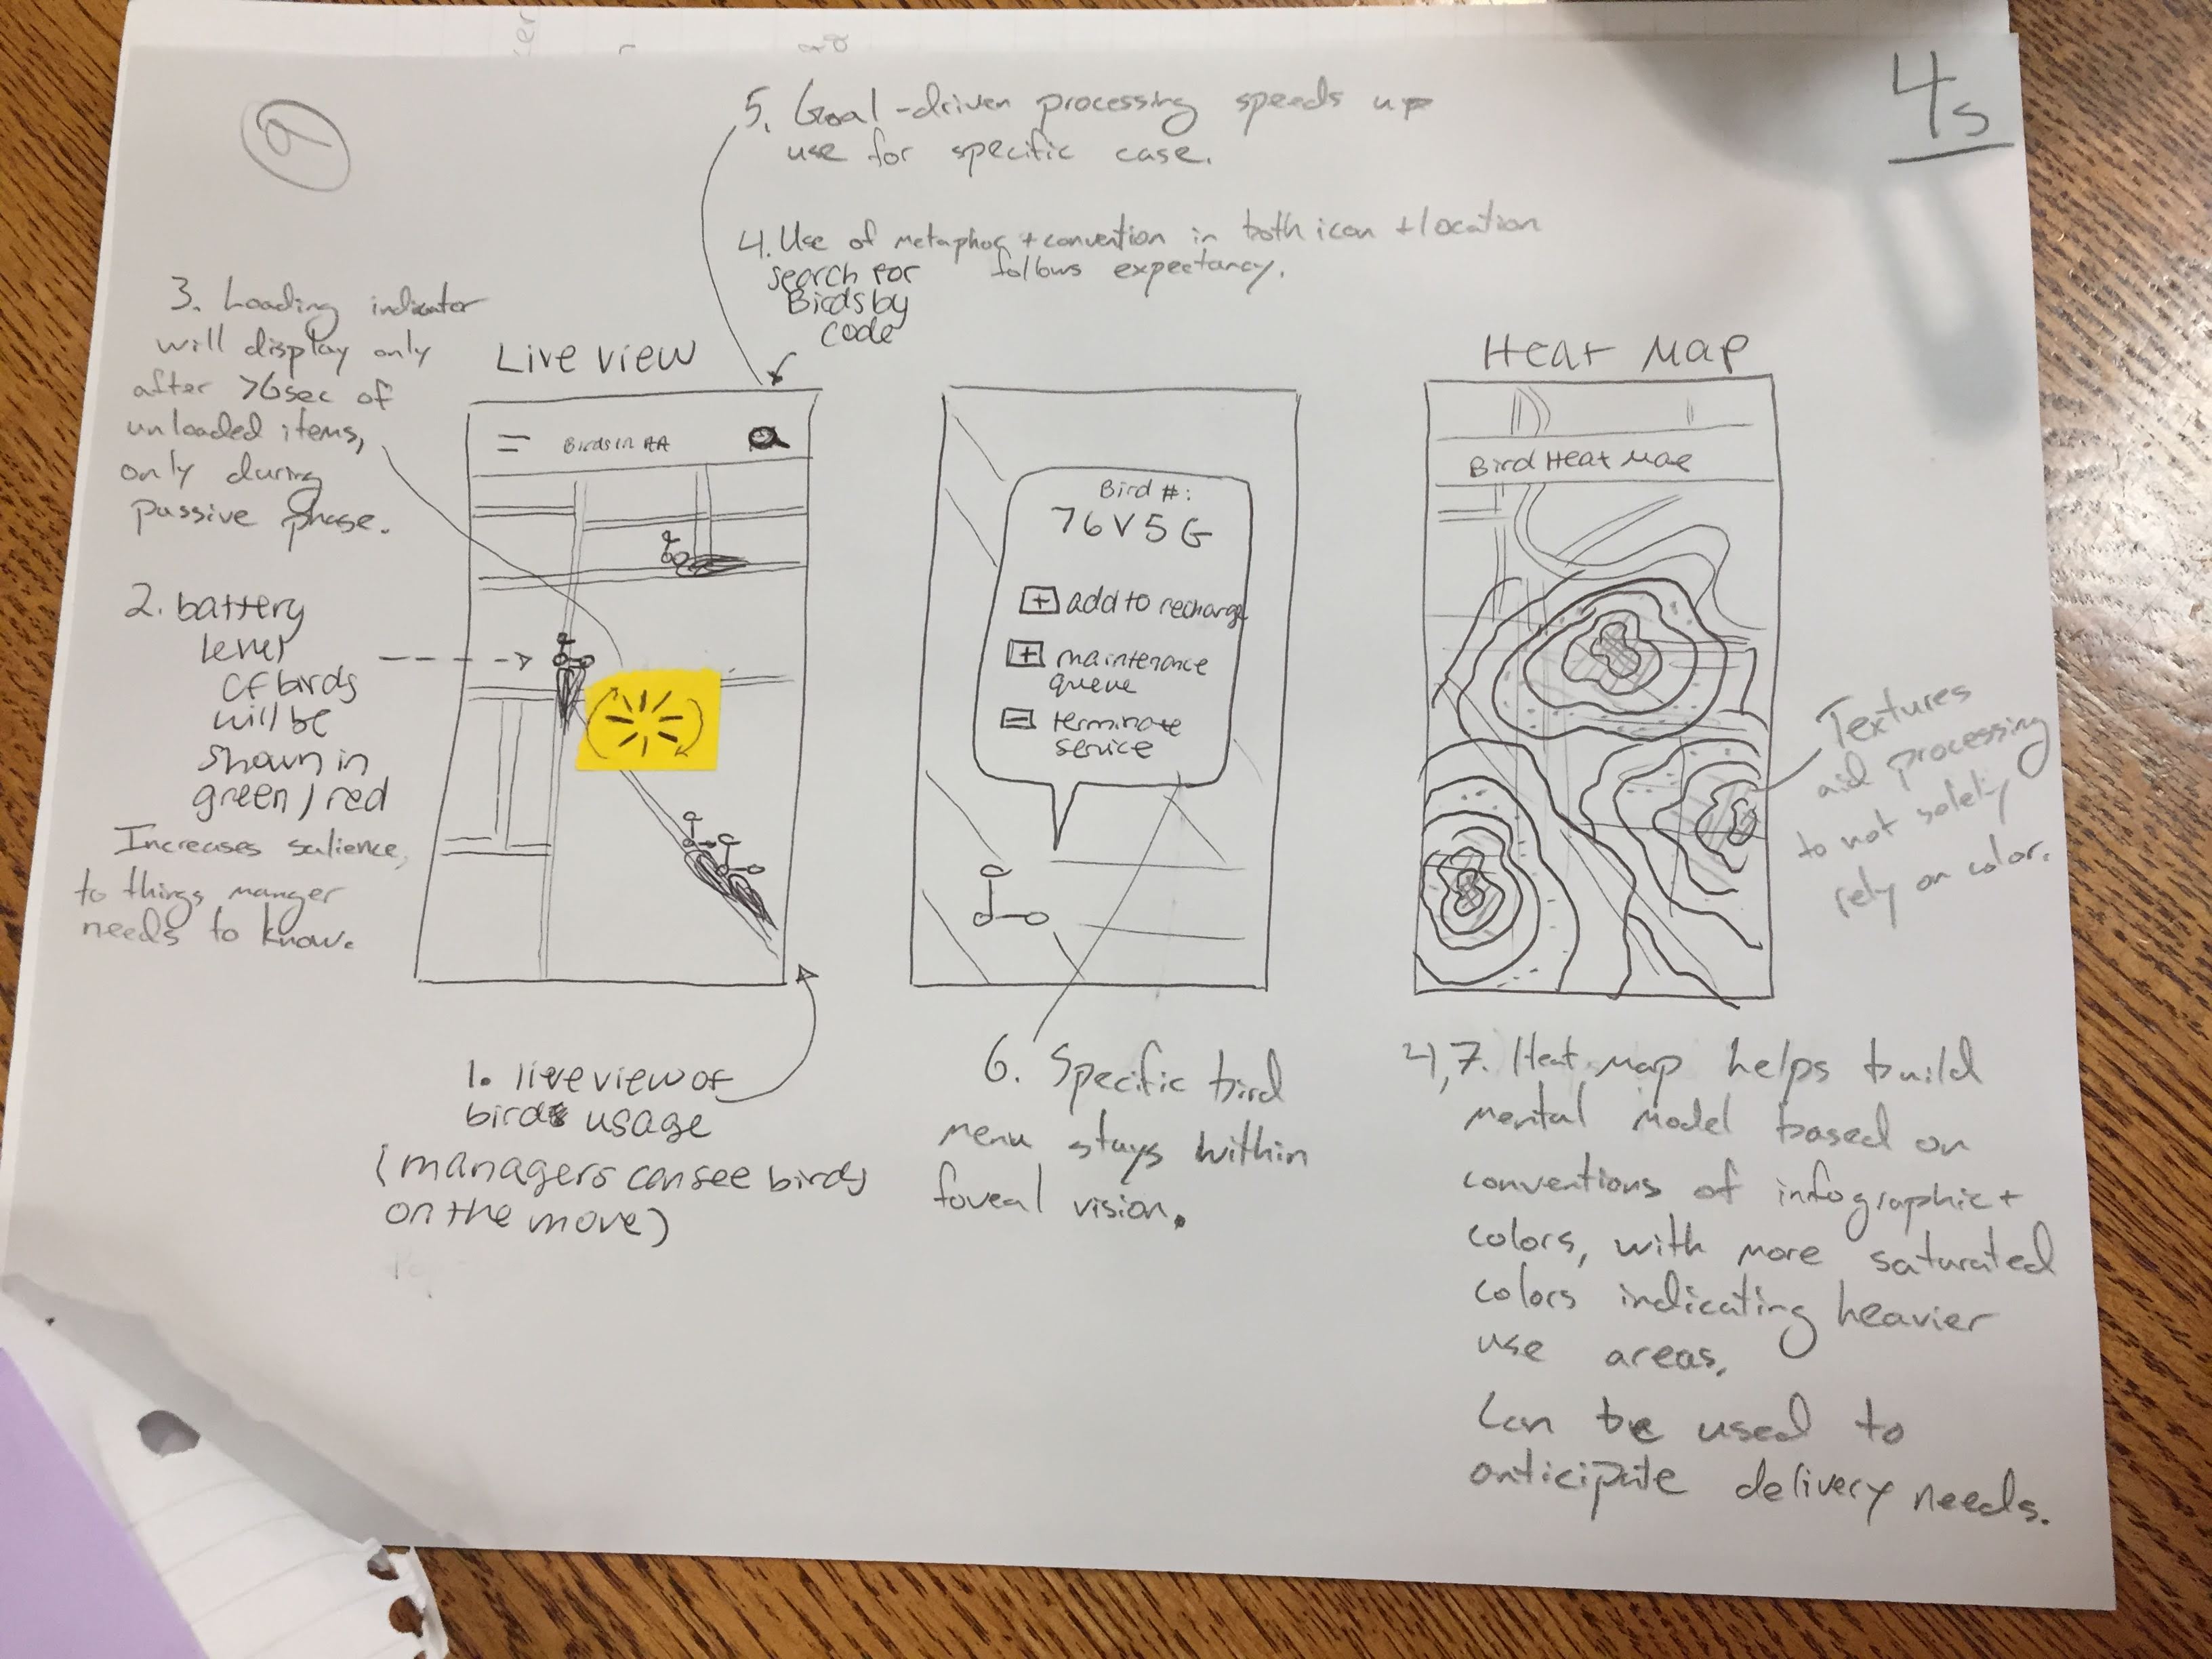 9
4s
5. Goal-driven processing speeds up
use for specific case.
4. Use of metaphor + convention in both icon + location
follows expectancy.
search for
Birds by
code
3. Loading indicator
will display only
after >6sec of
unloaded items,
only during
passive phase.
2. battery
level
of birds
will be
shown in
green/red
Increases salience
to things manger
needs to know.
Live view
Birds in AA
1. live view of
birds usage
(managers can see birds
on the move)
Bird #:
76V5G
+ add to recharge
+ maintenance
queue
= terminate
service
6. Specific bird
menu stays within
foveal vision.
Heat Map
Bird Heat Map
Textures
aid processing
to not solely
rely on color.
4,7. Heat map helps build
mental model based on
conventions of infographic +
colors, with more saturated
colors indicating heavier
use areas.
Can be used to
anticipate delivery needs.